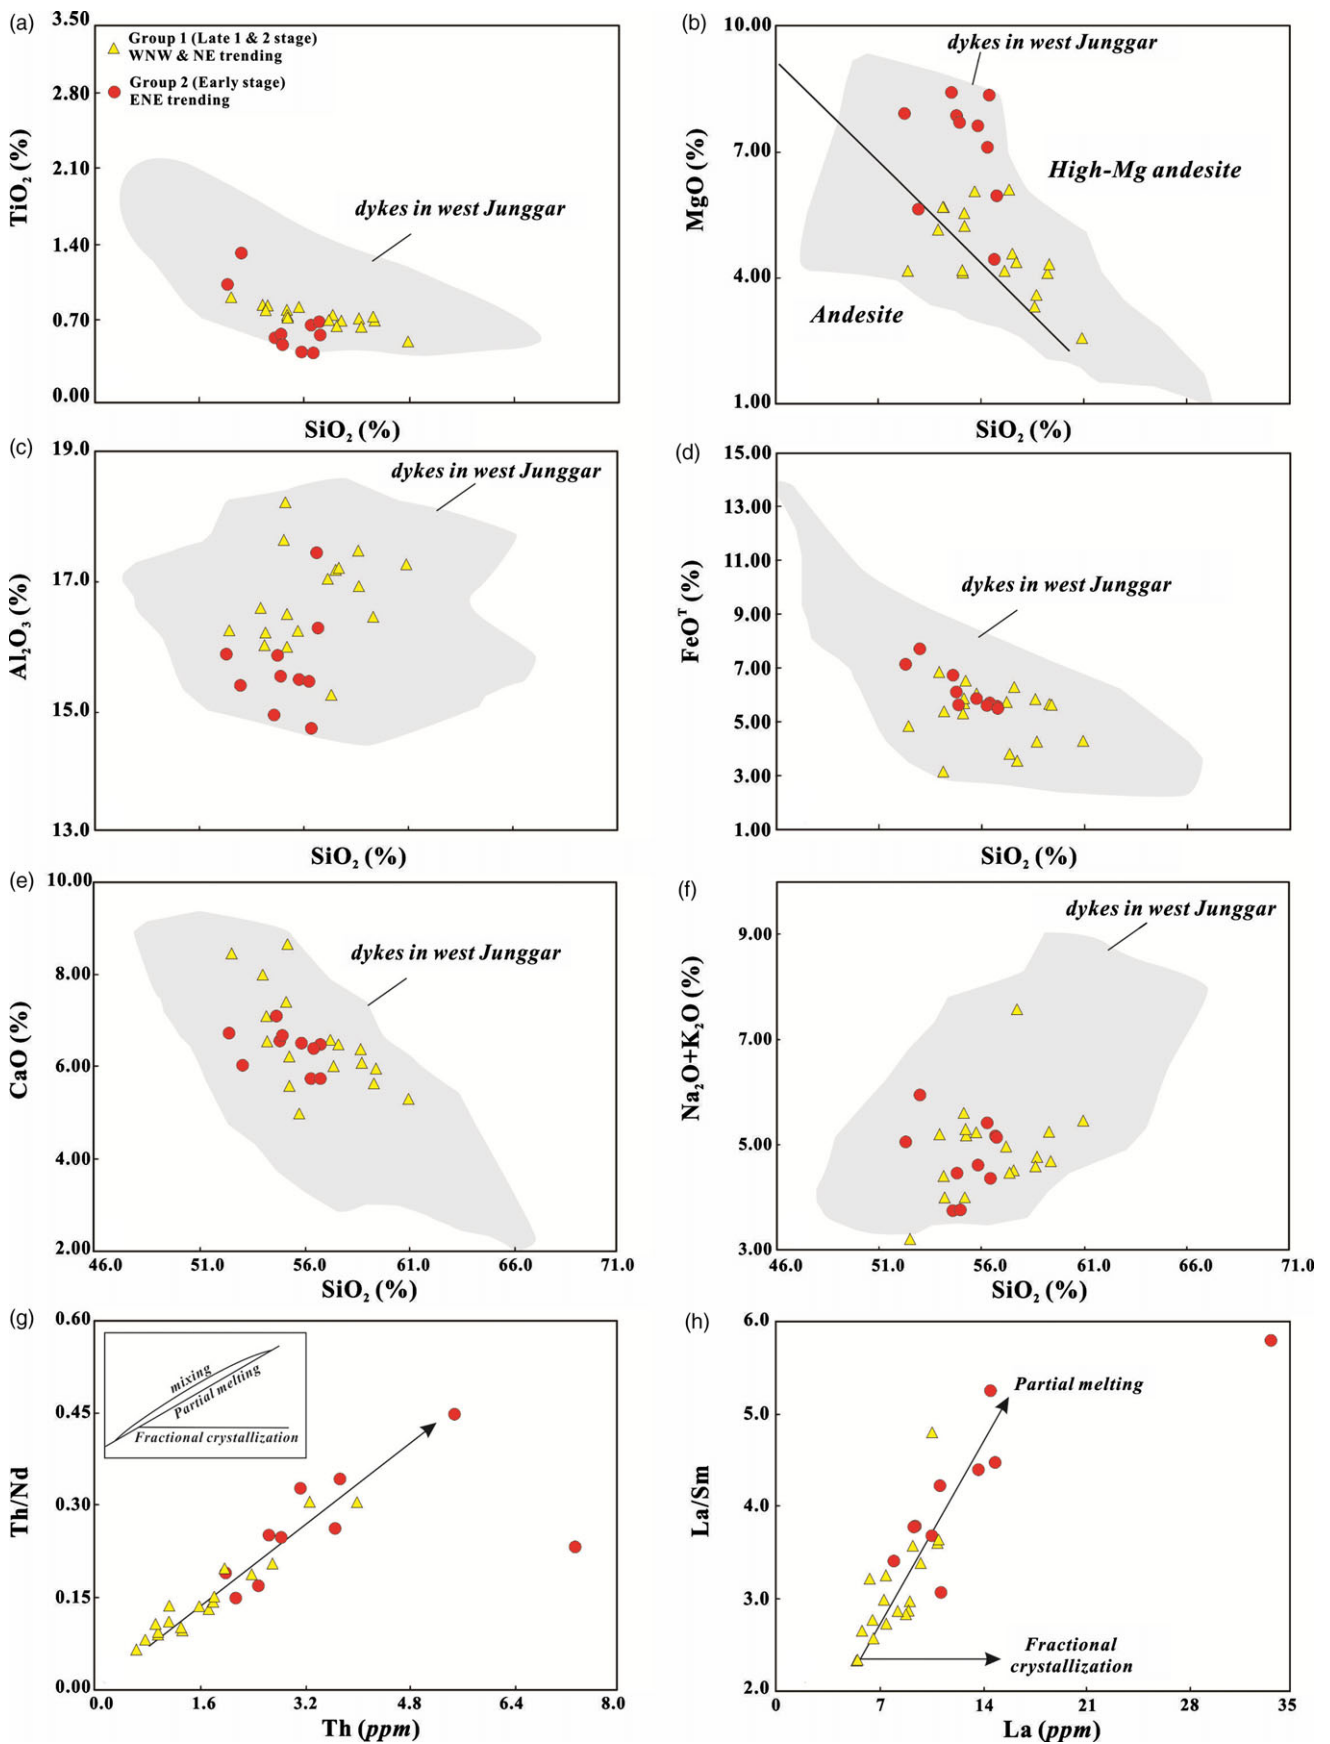 (a)
3.50
2.80
2.10
1.40
0.70
0.00
TiO2 (%)
Group 1 (Late 1 & 2 stage)
WNW & NE trending
Group 2 (Early stage)
ENE trending
dykes in west Junggar
SiO2 (%)
(b)
10.00
7.00
4.00
1.00
MgO (%)
dykes in west Junggar
High-Mg andesite
Andesite
SiO2 (%)
(c)
19.0
17.0
15.0
13.0
Al2O3 (%)
dykes in west Junggar
SiO2 (%)
(d)
15.00
13.00
11.00
9.00
7.00
5.00
3.00
1.00
FeOT (%)
dykes in west Junggar
SiO2 (%)
(e)
10.00
8.00
6.00
4.00
2.00
CaO (%)
dykes in west Junggar
46.0 51.0 56.0 61.0 66.0 71.0
SiO2 (%)
(f)
9.00
7.00
5.00
3.00
Na2O+K2O (%)
dykes in west Junggar
46.0 51.0 56.0 61.0 66.0 71.0
SiO2 (%)
(g)
0.60
0.45
0.30
0.15
0.00
Th/Nd
mixing
Partial melting
Fractional crystallization
0.0 1.6 3.2 4.8 6.4 8.0
Th (ppm)
(h)
6.0
5.0
4.0
3.0
2.0
La/Sm
Partial melting
Fractional
crystallization
0 7 14 21 28 35
La (ppm)